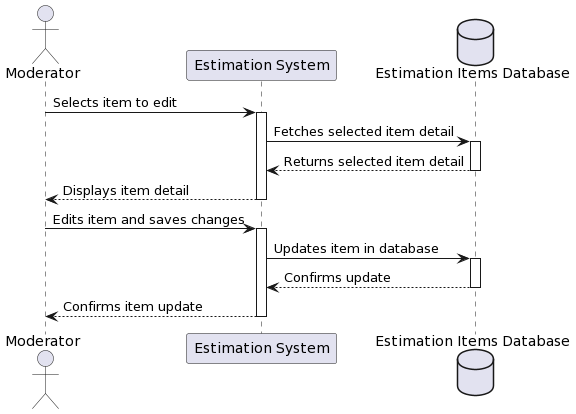 Moderator
Estimation System
Estimation Items Database
Selects item to edit
Fetches selected item detail
Returns selected item detail
Displays item detail
Edits item and saves changes
Updates item in database
Confirms update
Confirms item update
Moderator
Estimation System
Estimation Items Database